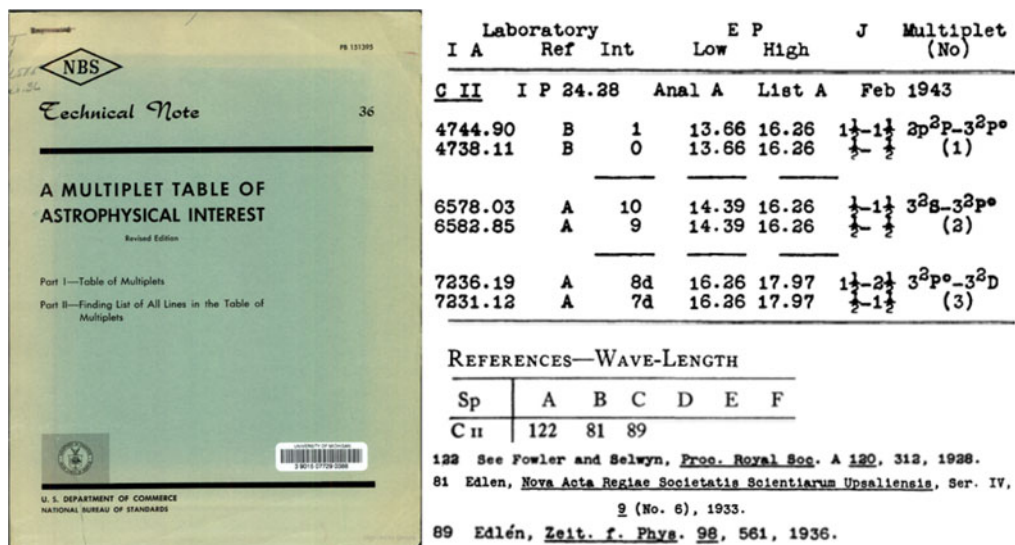 PB 151395
NBS
Technical Note
36
A MULTIPLET TABLE OF
ASTROPHYSICAL INTEREST
Revised Edition
Part I—Table of Multiplets
Part II—Finding List of All Lines in the Table of
Multiplets
UNIVERSITY OF MICHIGAN
3 9015 07729 0386
U. S. DEPARTMENT OF COMMERCE
NATIONAL BUREAU OF STANDARDS
Laboratory E P J Multiplet
I A Ref Int Low High (No)
C II I P 24.28 Anal A List A Feb 1943
4744.90 B 1 13.66 16.26 1½-1½ 2p²P-3²P°
4738.11 B 0 13.66 16.26 ½- ½ (1)
6578.03 A 10 14.39 16.26 ½-1½ 3²S-3²P°
6582.85 A 9 14.39 16.26 ½- ½ (2)
7236.19 A 8d 16.26 17.97 1½-2½ 3²P°-3²D
7231.12 A 7d 16.26 17.97 ½-1½ (3)
REFERENCES—WAVE-LENGTH
Sp A B C D E F
C II 122 81 89
122 See Fowler and Selwyn, Proc. Royal Soc. A 120, 312, 1928.
81 Edlen, Nova Acta Regiae Societatis Scientiarum Upsaliensis, Ser. IV,
9 (No. 6), 1933.
89 Edlén, Zeit. f. Phys. 98, 561, 1936.